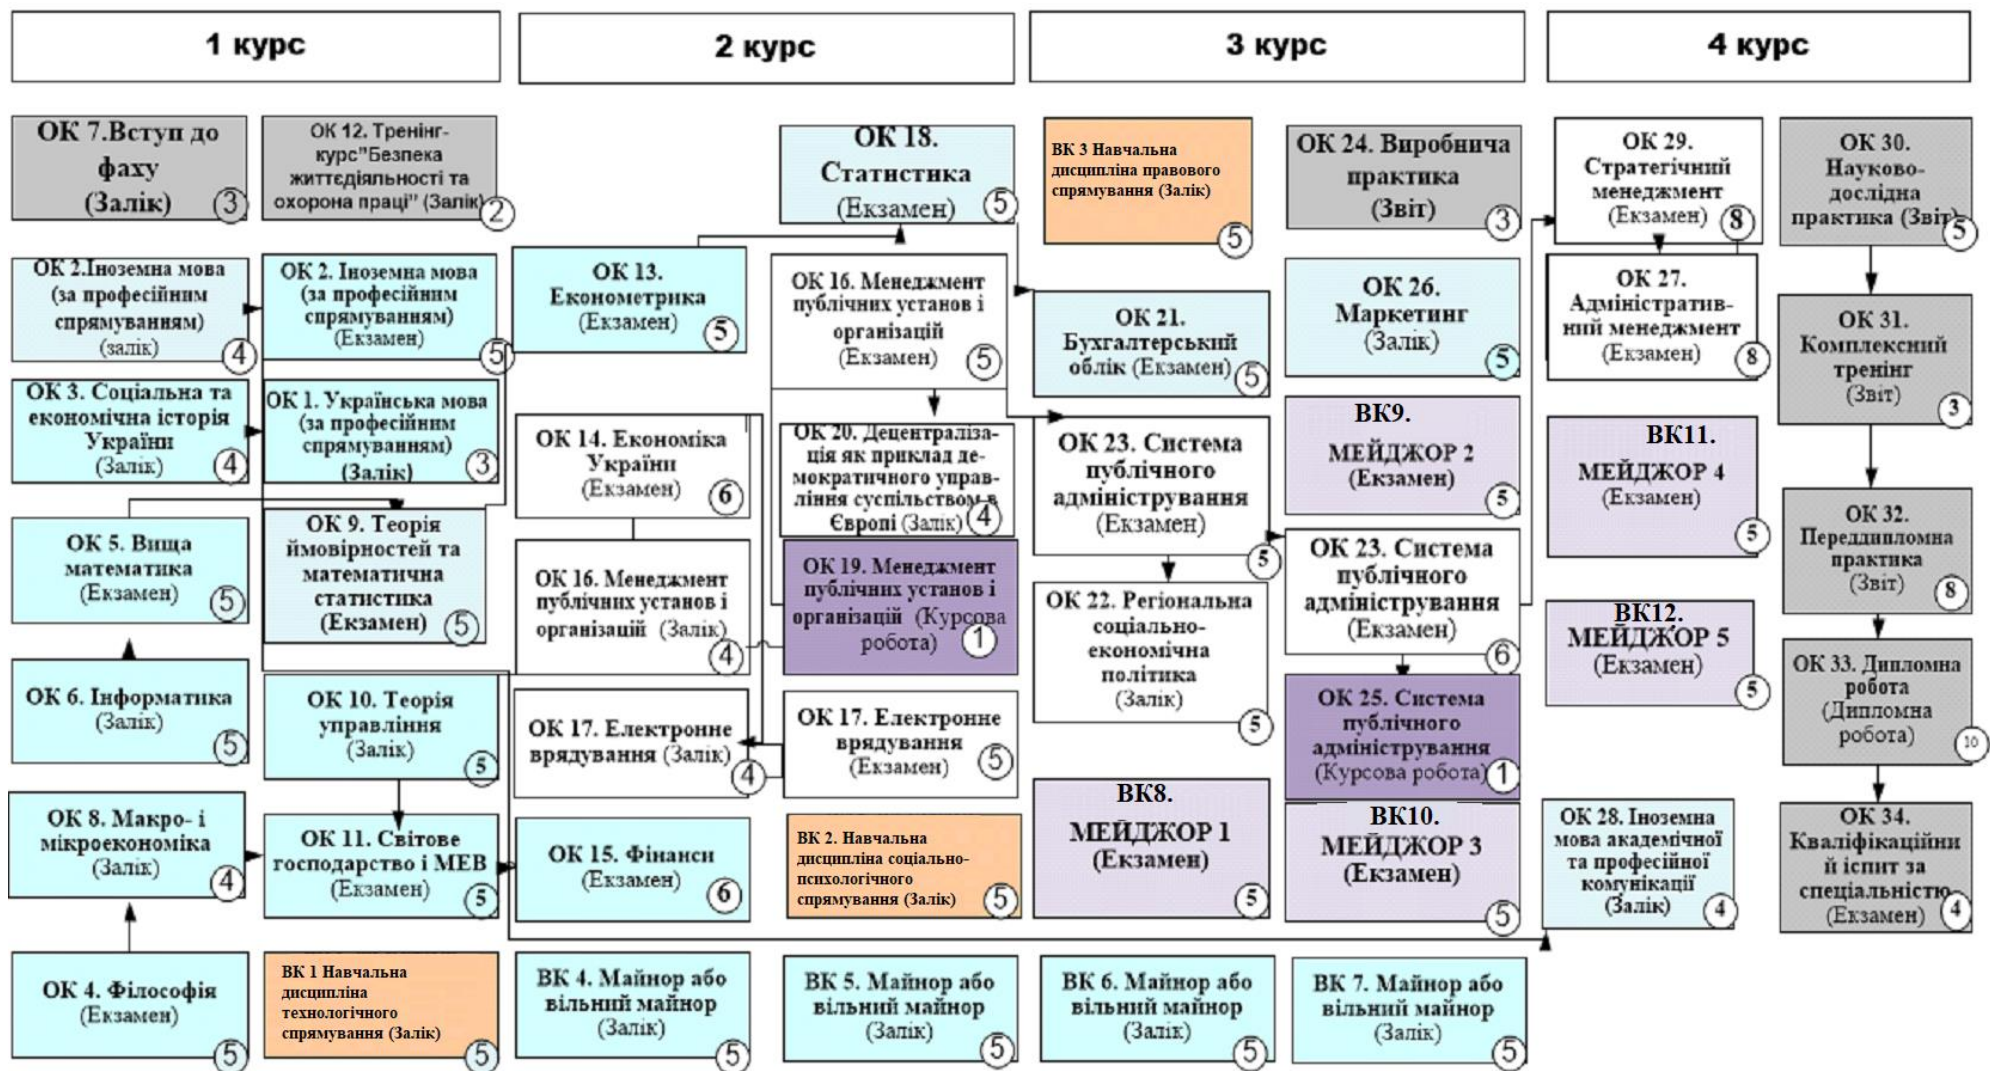 1 курс
2 курс
3 курс
4 курс
ОК 7.Вступ до
фаху
(Залік)
3
ОК 2.Іноземна мова
(за професійним
спрямуванням)
(залік)
4
ОК 3. Соціальна та
економічна історія
України
(Залік)
4
ОК 5. Вища
математика
(Екзамен)
5
ОК 6. Інформатика
(Залік)
5
ОК 8. Макро- і
мікроекономіка
(Залік)
4
ОК 4. Філософія
(Екзамен)
5
ОК 12. Тренінг-
курс"Безпека
життєдіяльності та
охорона праці" (Залік)
2
ОК 2. Іноземна мова
(за професійним
спрямуванням)
(Екзамен)
5
ОК 1. Українська мова
(за професійним
спрямуванням)
(Залік)
3
ОК 9. Теорія
ймовірностей та
математична
статистика
(Екзамен)
5
ОК 10. Теорія
управління
(Залік)
5
ОК 11. Світове
господарство і МЕВ
(Екзамен)
5
ВК 1 Навчальна
дисципліна
технологічного
спрямування (Залік)
5
ОК 13.
Економетрика
(Екзамен)
5
ОК 14. Економіка
України
(Екзамен)
6
ОК 16. Менеджмент
публічних установ і
організацій (Залік)
4
ОК 17. Електронне
врядування (Залік)
4
ОК 15. Фінанси
(Екзамен)
6
ВК 4. Майнор або
вільний майнор
(Залік)
5
ОК 18.
Статистика
(Екзамен)
5
ОК 16. Менеджмент
публічних установ і
організацій
(Екзамен)
5
ОК 20. Децентраліза-
ція як приклад де-
мократичного управ-
ління суспільством в
Європі (Залік)
4
ОК 19. Менеджмент
публічних установ і
організацій (Курсова
робота)
1
ОК 17. Електронне
врядування
(Екзамен)
5
ВК 2. Навчальна
дисципліна соціально-
психологічного
спрямування (Залік)
5
ВК 5. Майнор або
вільний майнор
(Залік)
5
ВК 3 Навчальна
дисципліна правового
спрямування (Залік)
5
ОК 21.
Бухгалтерський
облік (Екзамен)
5
ОК 23. Система
публічного
адміністрування
(Екзамен)
5
ОК 22. Регіональна
соціально-
економічна
політика
(Залік)
5
ВК8.
МЕЙДЖОР 1
(Екзамен)
5
ВК 6. Майнор або
вільний майнор
(Залік)
5
ОК 24. Виробнича
практика
(Звіт)
3
ОК 26.
Маркетинг
(Залік)
5
ВК9.
МЕЙДЖОР 2
(Екзамен)
5
ОК 23. Система
публічного
адміністрування
(Екзамен)
6
ОК 25. Система
публічного
адміністрування
(Курсова робота)
1
ВК10.
МЕЙДЖОР 3
(Екзамен)
5
ВК 7. Майнор або
вільний майнор
(Залік)
5
ОК 29.
Стратегічний
менеджмент
(Екзамен)
8
ОК 27.
Адміністратив-
ний менеджмент
(Екзамен)
8
ВК11.
МЕЙДЖОР 4
(Екзамен)
5
ВК12.
МЕЙДЖОР 5
(Екзамен)
5
ОК 28. Іноземна
мова академічної
та професійної
комунікації
(Залік)
4
ОК 30.
Науково-
дослідна
практика (Звіт)
5
ОК 31.
Комплексний
тренінг
(Звіт)
3
ОК 32.
Переддипломна
практика
(Звіт)
8
ОК 33. Дипломна
робота
(Дипломна
робота)
10
ОК 34.
Кваліфікаційни
й іспит за
спеціальністю
(Екзамен)
4